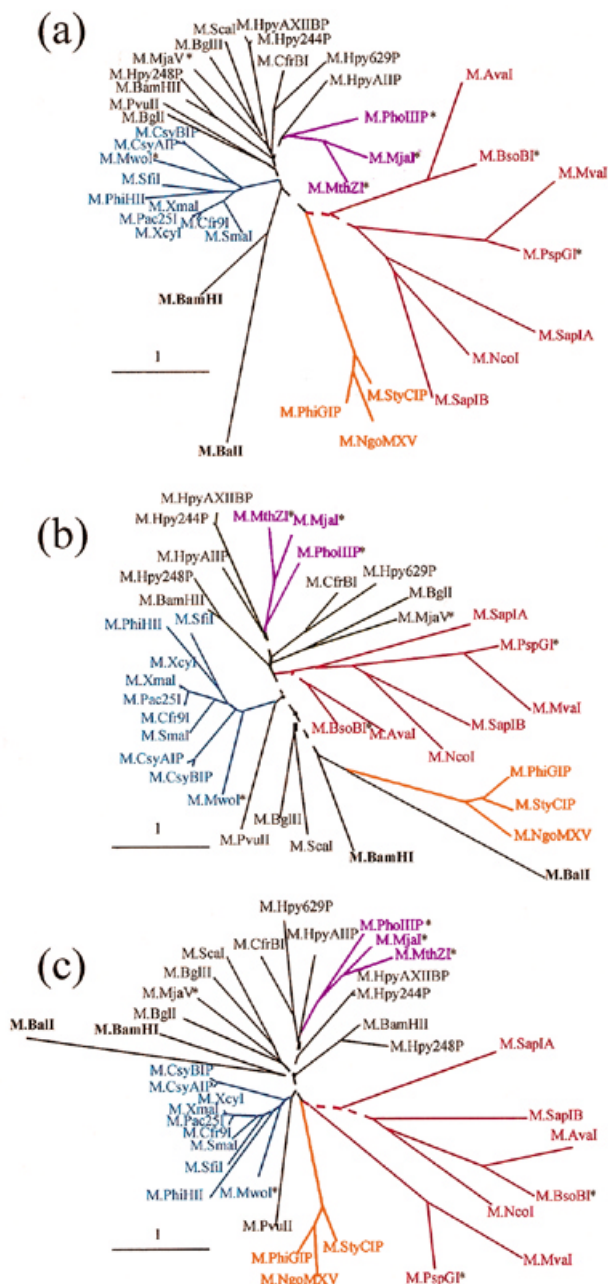 (a)
M.HpyAXIIBP
M.ScaI
M.Hpy244P
M.BglII
M.CfrBI
M.Hpy629P
M.MjaV*
M.HpyAIIP
M.Hpy248P
M.BamHII
M.PvuII
M.BglI
M.AvaI
M.PhoIIIP*
M.CsyBIP
M.CsyAIP
M.MwoI*
M.MjaI*
M.BsoBI*
M.MvaI
M.SfiI
M.MthZI*
M.PhiHII
M.XmaI
M.Pac25I
M.Cfr9I
M.XcyI
M.SmaI
M.PspGI*
M.BamHI
M.SapIA
M.NcoI
1
M.StyCIP
M.SapIB
M.PhiGIP
M.NgoMXV
M.BalI
(b)
M.HpyAXIIBP
M.Hpy244P
M.MthZI*
M.MjaI*
M.PhoIIIP*
M.HpyAIIP
M.Hpy248P
M.CfrBI
M.Hpy629P
M.BamHII
M.BglI
M.SfiI
M.MjaV*
M.SapIA
M.PhiHII
M.PspGI*
M.XcyI
M.XmaI
M.Pac25I
M.MvaI
M.Cfr9I
M.BsoBI*
M.AvaI
M.SapIB
M.SmaI
M.NcoI
M.CsyAIP
M.CsyBIP
M.PhiGIP
M.MwoI*
M.StyCIP
M.BglII
1
M.PvuII
M.ScaI
M.NgoMXV
M.BamHI
M.BalI
(c)
M.Hpy629P
M.PhoIIIP*
M.CfrBI
M.HpyAIIP
M.MjaI*
M.ScaI
M.MthZI*
M.BglII
M.HpyAXIIBP
M.MjaV*
M.Hpy244P
M.BglI
M.BalI
M.BamHI
M.BamHII
M.Hpy248P
M.SapIA
M.CsyBIP
M.CsyAIP
M.XcyI
M.XmaI
M.Pac25I
M.Cfr9I
M.SapIB
M.SmaI
M.AvaI
M.SfiI
M.PhiHII
M.MwoI*
M.BsoBI*
M.NcoI
M.PvuII
M.StyCIP
1
M.PhiGIP
M.MvaI
M.NgoMXV
M.PspGI*